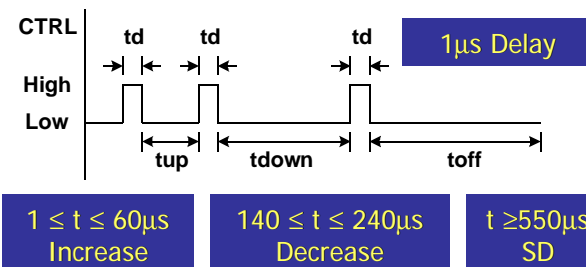 CTRL
td td td
1μs Delay
High
Low
tup tdown toff
1 ≤ t ≤ 60μs
Increase
140 ≤ t ≤ 240μs
Decrease
t ≥550μs
SD